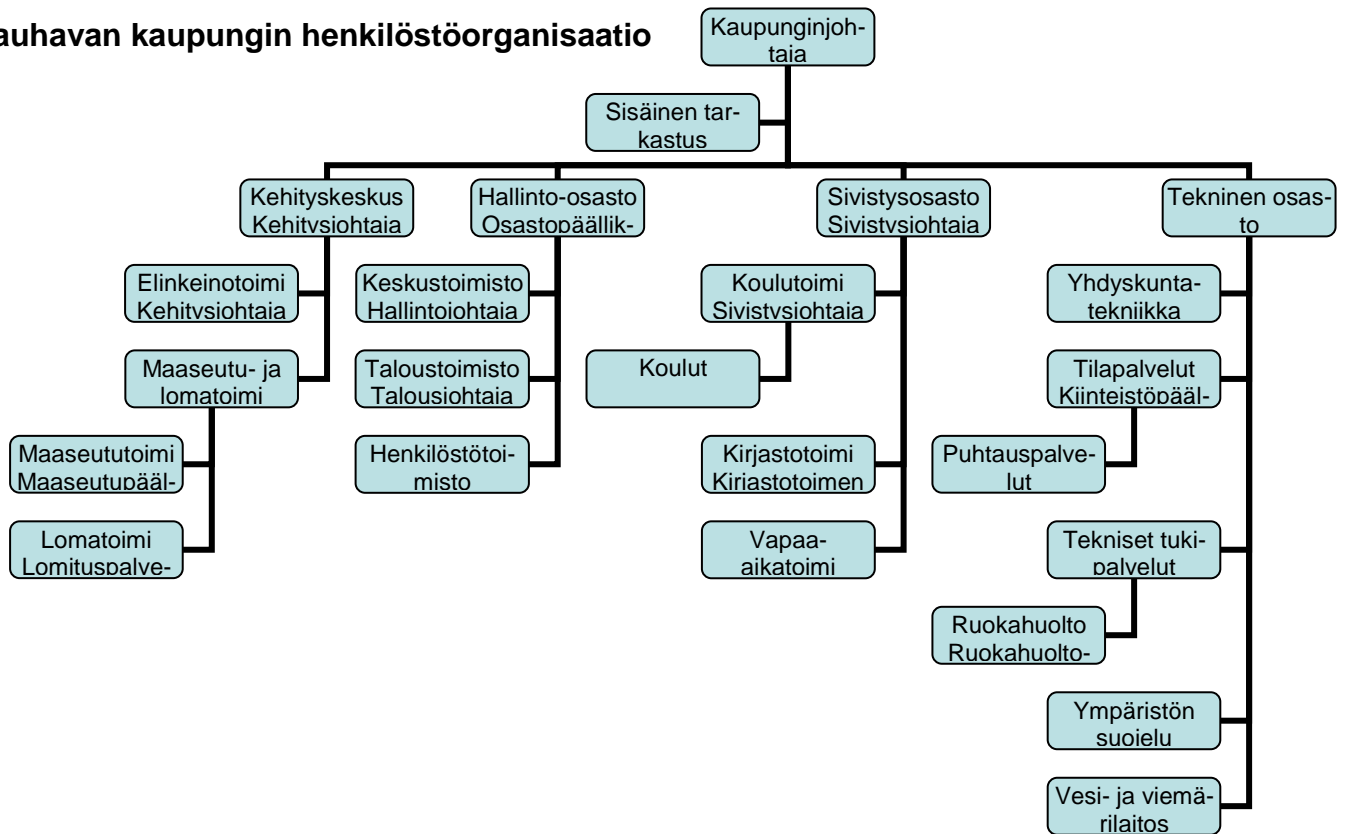 auhavan kaupungin henkilöstöorganisaatio
Kaupunginjoh-
taja
Sisäinen tar-
kastus
Kehityskeskus
Kehitysjohtaja
Hallinto-osasto
Osastopäällik-
Sivistysosasto
Sivistysjohtaja
Tekninen osas-
to
Elinkeinotoimi
Kehitysjohtaja
Keskustoimisto
Hallintojohtaja
Koulutoimi
Sivistysjohtaja
Yhdyskunta-
tekniikka
Maaseutu- ja
lomatoimi
Taloustoimisto
Talousjohtaja
Koulut
Tilapalvelut
Kiinteistöpääl-
Maaseututoimi
Maaseutupääl-
Henkilöstötoi-
misto
Kirjastotoimi
Kirjastotoimen
Puhtauspalve-
lut
Lomatoimi
Lomituspalve-
Vapaa-
aikatoimi
Tekniset tuki-
palvelut
Ruokahuolto
Ruokahuolto-
Ympäristön
suojelu
Vesi- ja viemä-
rilaitos